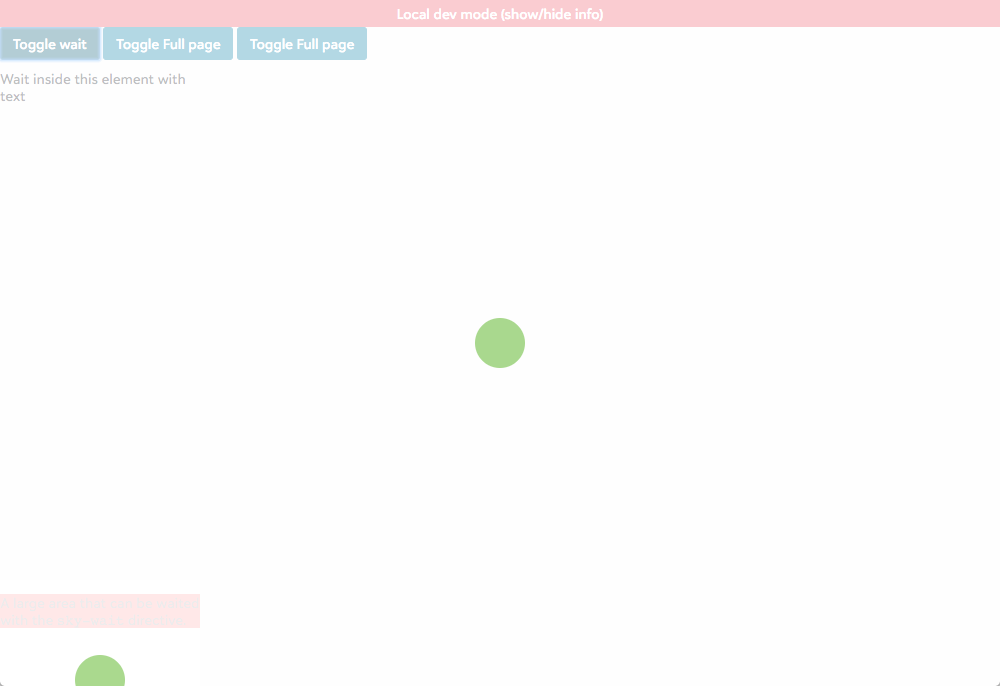 Local dev mode (show/hide info)
Toggle wait
Toggle Full page
Toggle Full page
Wait inside this element with
text